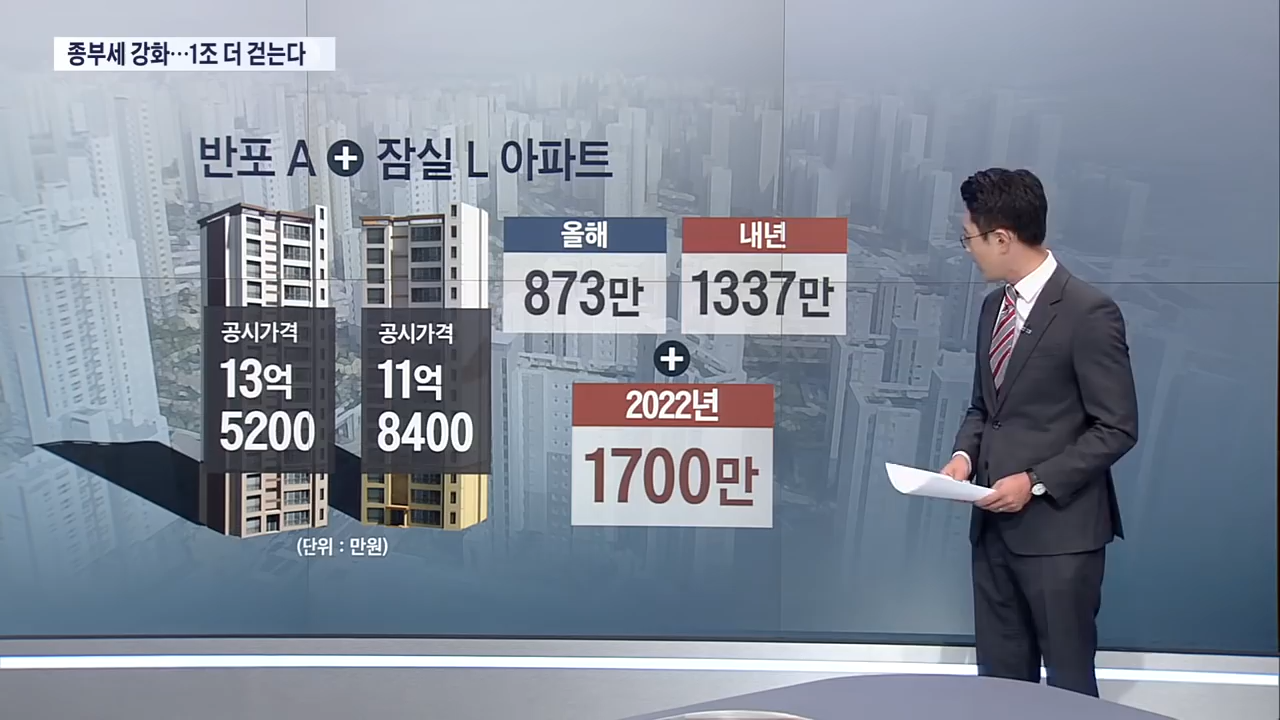 종부세 강화…1조 더 걷는다
반포 A + 잠실 L 아파트
공시가격
13억
5200
공시가격
11억
8400
(단위 : 만원)
올해
873만
내년
1337만
+
2022년
1700만